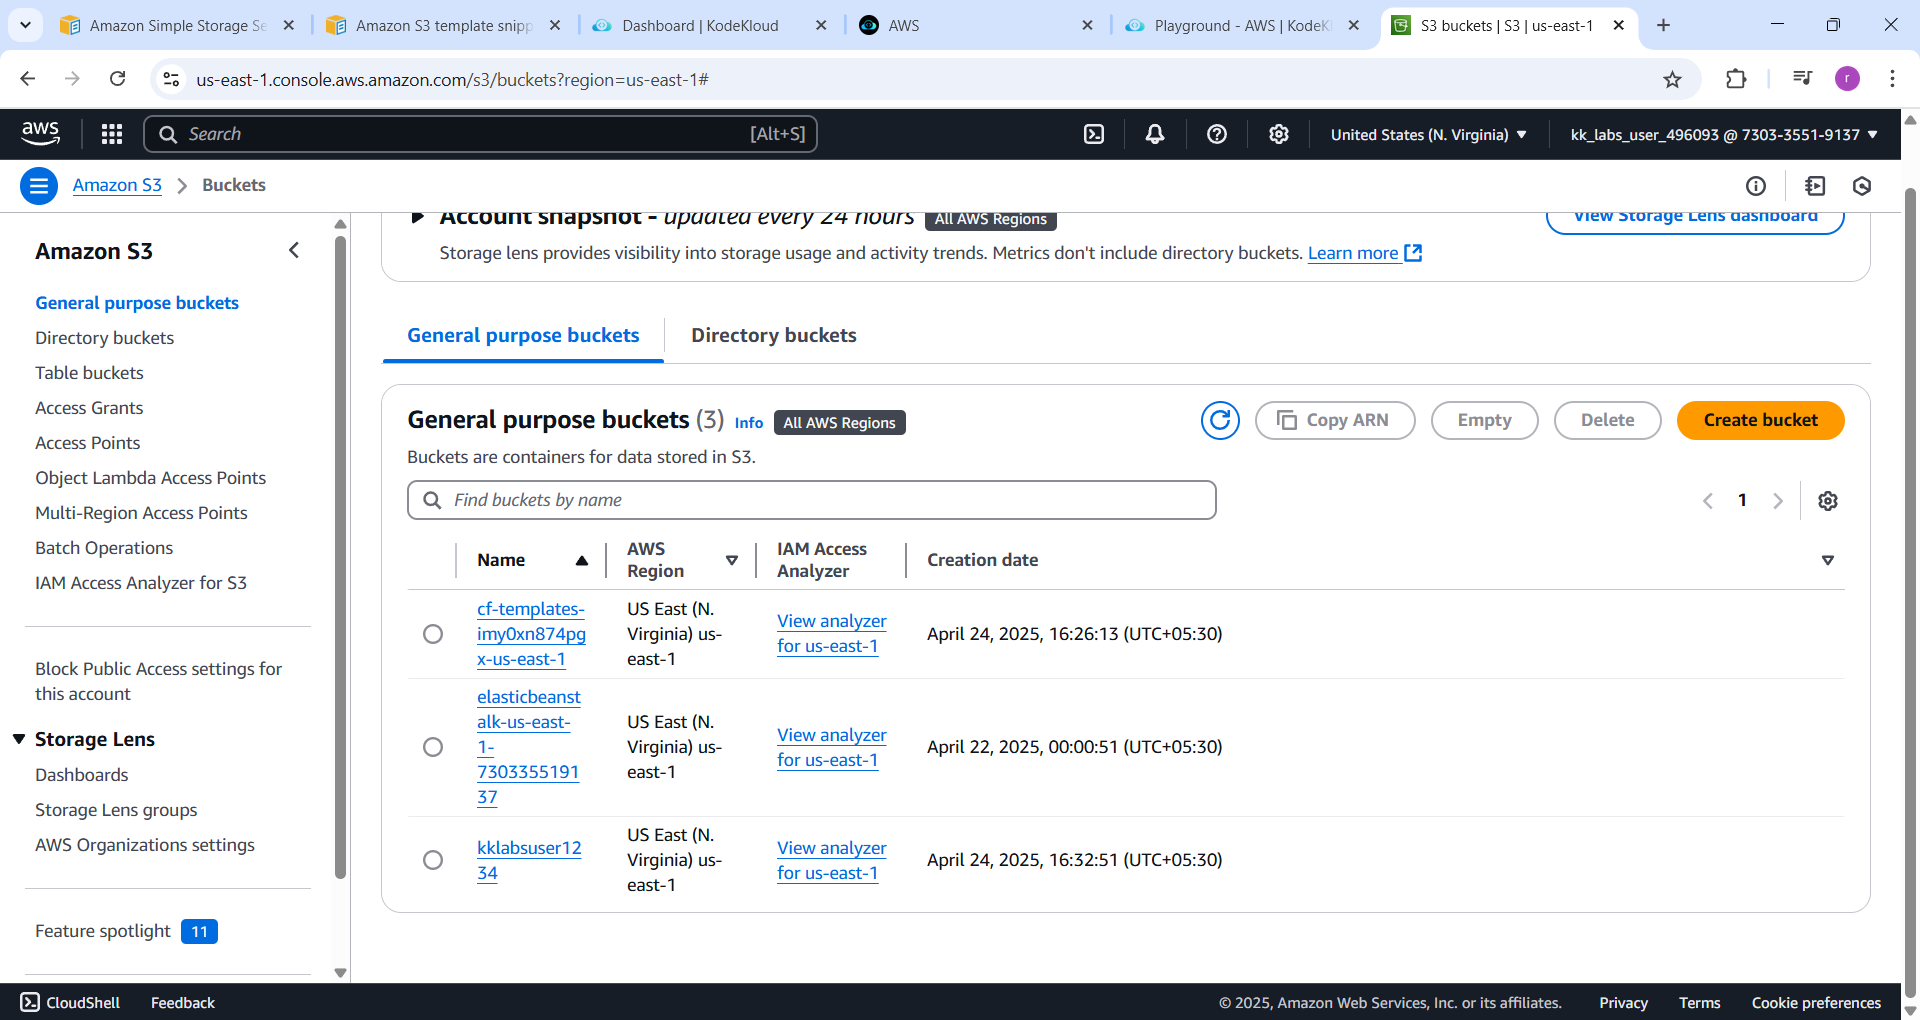 Amazon Simple Storage Se
Amazon S3 template snipp
Dashboard | KodeKloud
AWS
Playground - AWS | KodeKl
S3 buckets | S3 | us-east-1
us-east-1.console.aws.amazon.com/s3/buckets?region=us-east-1#
r
aws
Search
[Alt+S]
United States (N. Virginia)
kk_labs_user_496093 @ 7303-3551-9137
Amazon S3
Buckets
Amazon S3
General purpose buckets
Directory buckets
Table buckets
Access Grants
Access Points
Object Lambda Access Points
Multi-Region Access Points
Batch Operations
IAM Access Analyzer for S3
Block Public Access settings for
this account
Storage Lens
Dashboards
Storage Lens groups
AWS Organizations settings
Feature spotlight 11
Account snapshot - updated every 24 hours All AWS Regions
View Storage Lens dashboard
Storage lens provides visibility into storage usage and activity trends. Metrics don't include directory buckets. Learn more
General purpose buckets
Directory buckets
General purpose buckets (3) Info All AWS Regions
Copy ARN
Empty
Delete
Create bucket
Buckets are containers for data stored in S3.
Find buckets by name
1
Name
AWS
Region
IAM Access
Analyzer
Creation date
cf-templates-
imy0xn874pg
x-us-east-1
US East (N.
Virginia) us-
east-1
View analyzer
for us-east-1
April 24, 2025, 16:26:13 (UTC+05:30)
elasticbeanst
alk-us-east-
1-
7303355191
37
US East (N.
Virginia) us-
east-1
View analyzer
for us-east-1
April 22, 2025, 00:00:51 (UTC+05:30)
kklabsuser12
34
US East (N.
Virginia) us-
east-1
View analyzer
for us-east-1
April 24, 2025, 16:32:51 (UTC+05:30)
CloudShell
Feedback
© 2025, Amazon Web Services, Inc. or its affiliates.
Privacy
Terms
Cookie preferences